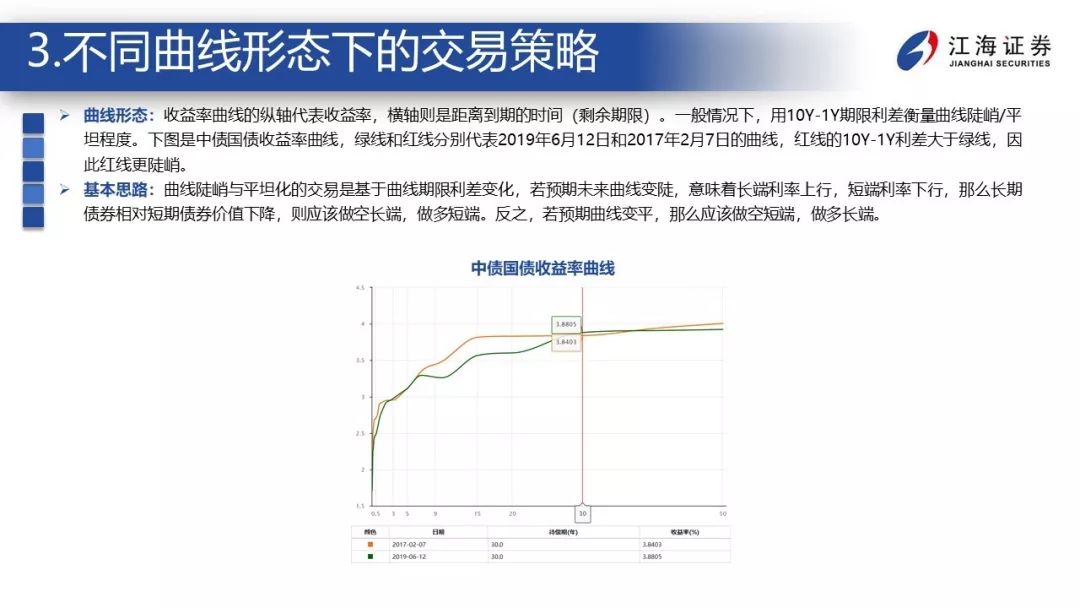 3.不同曲线形态下的交易策略
江海证券
JIANGHAI SECURITIES
曲线形态：收益率曲线的纵轴代表收益率，横轴则是距离到期的时间（剩余期限）。一般情况下，用10Y-1Y期限利差衡量曲线陡峭/平
坦程度。下图是中债国债收益率曲线，绿线和红线分别代表2019年6月12日和2017年2月7日的曲线，红线的10Y-1Y利差大于绿线，因
此红线更陡峭。
基本思路：曲线陡峭与平坦化的交易是基于曲线期限利差变化，若预期未来曲线变陡，意味着长端利率上行，短端利率下行，那么长期
债券相对短期债券价值下降，则应该做空长端，做多短端。反之，若预期曲线变平，那么应该做空短端，做多长端。
中债国债收益率曲线
4.5
4
3.5
3
2.5
2
1.5
3.8805
3.8403
0.5 3 5 9 15 20 30 50
颜色 日期 待偿期(年) 收益率(%)
2017-02-07 30.0 3.8403
2019-06-12 30.0 3.8805